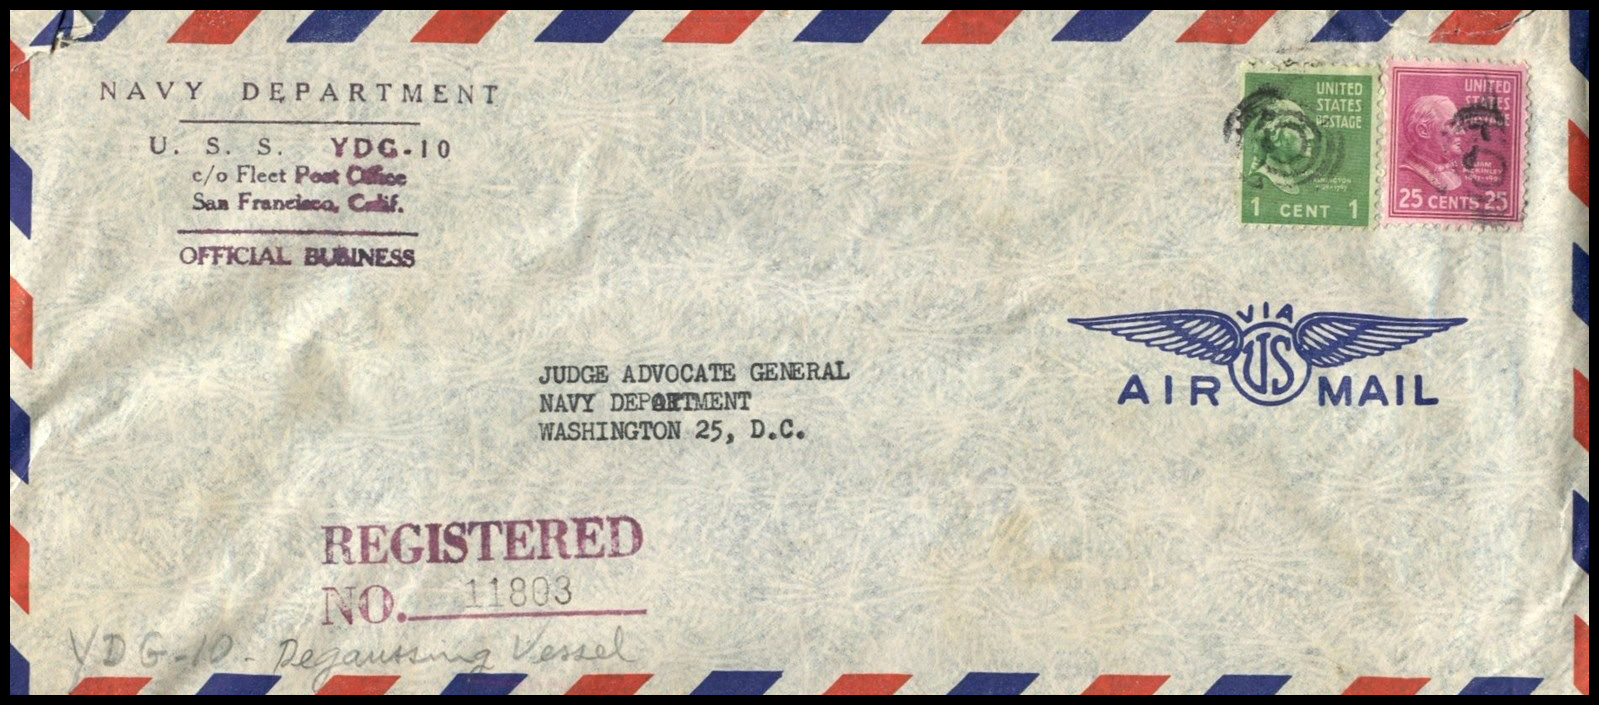 NAVY DEPARTMENT
U. S. S. YDG-10
c/o Fleet Post Office
San Francisco, Calif.
OFFICIAL BUSINESS
UNITED
STATES
POSTAGE
1 CENT 1
UNITED
STATES
POSTAGE
MCKINLEY
25 CENTS 25
VIA
US
AIR MAIL
JUDGE ADVOCATE GENERAL
NAVY DEPARTMENT
WASHINGTON 25, D.C.
REGISTERED
NO. 11803
YDG-10 - Degaussing Vessel